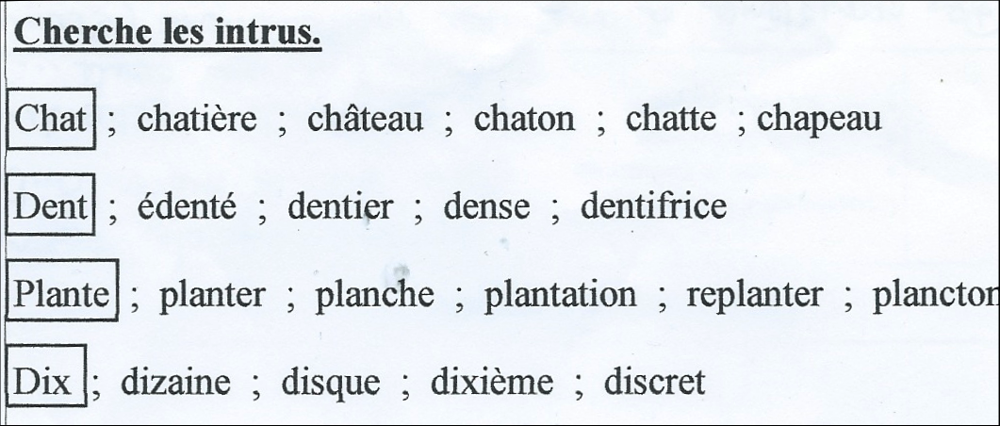 Cherche les intrus.
Chat ; chatière ; château ; chaton ; chatte ; chapeau
Dent ; édenté ; dentier ; dense ; dentifrice
Plante ; planter ; planche ; plantation ; replanter ; plancton
Dix ; dizaine ; disque ; dixième ; discret